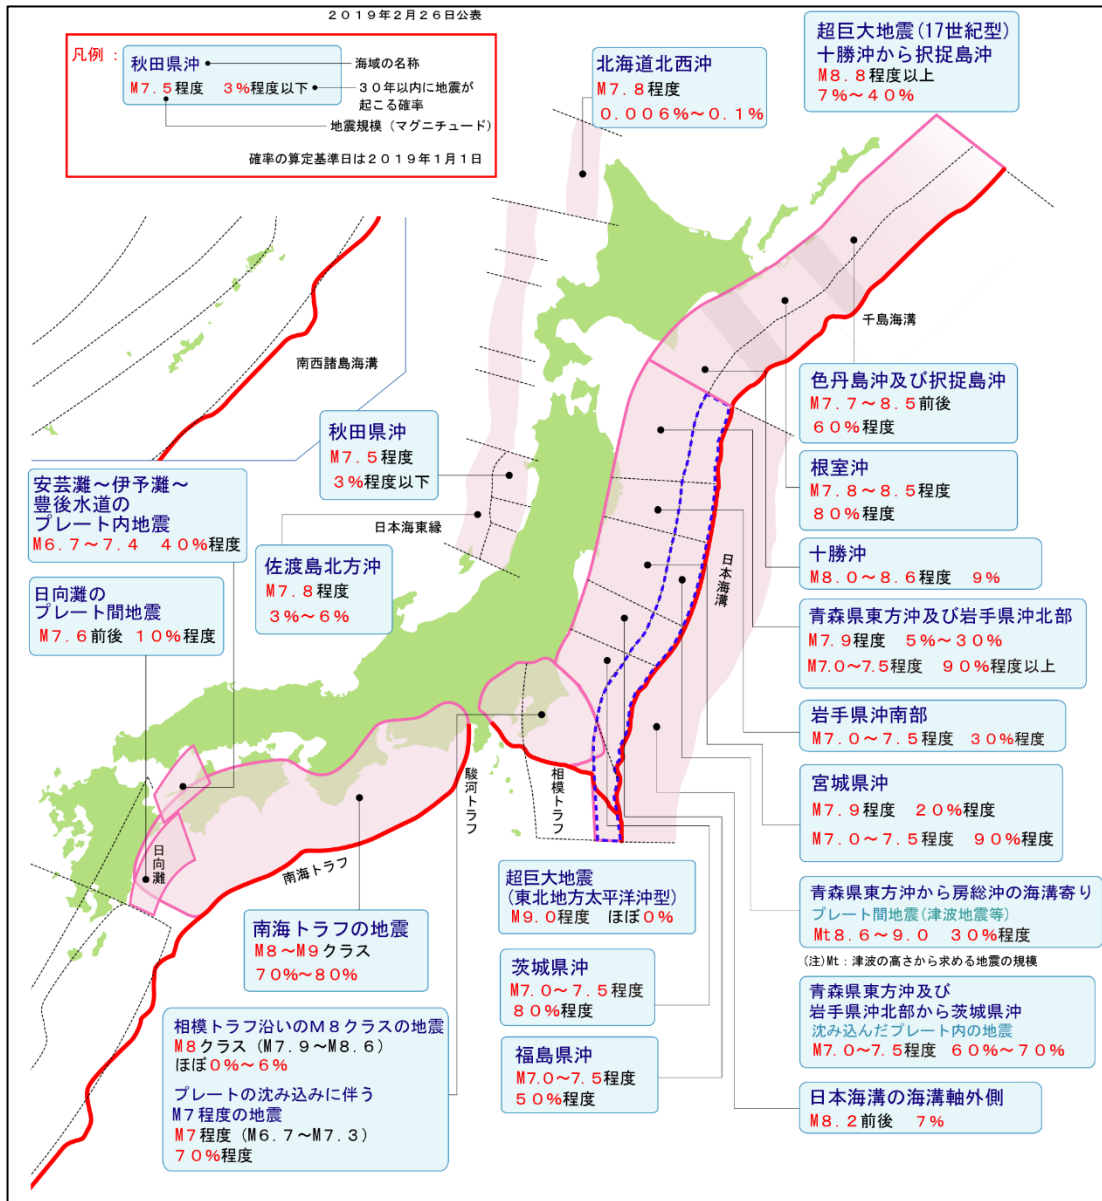 ２０１９年２月２６日公表
凡例：
秋田県沖
M7.5程度　3%程度以下
海域の名称
３０年以内に地震が
起こる確率
地震規模（マグニチュード）
確率の算定基準日は２０１９年１月１日
北海道北西沖
M7.8程度
0.006%～0.1%
超巨大地震(17世紀型)
十勝沖から択捉島沖
M8.8程度以上
7%～40%
千島海溝
南西諸島海溝
色丹島沖及び択捉島沖
M7.7～8.5前後
60%程度
秋田県沖
M7.5程度
3%程度以下
根室沖
M7.8～8.5程度
80%程度
安芸灘～伊予灘～
豊後水道の
プレート内地震
M6.7～7.4　40%程度
日本海東縁
佐渡島北方沖
M7.8程度
3%～6%
日本海溝
十勝沖
M8.0～8.6程度　9%
日向灘の
プレート間地震
M7.6前後　10%程度
青森県東方沖及び岩手県沖北部
M7.9程度　5%～30%
M7.0～7.5程度　90%程度以上
岩手県沖南部
M7.0～7.5程度　30%程度
宮城県沖
M7.9程度　20%程度
M7.0～7.5程度　90%程度
駿河トラフ
相模トラフ
南海トラフ
日向灘
超巨大地震
(東北地方太平洋沖型)
M9.0程度　ほぼ0%
青森県東方沖から房総沖の海溝寄り
プレート間地震(津波地震等)
Mt8.6～9.0　30%程度
(注)Mt：津波の高さから求める地震の規模
南海トラフの地震
M8～M9クラス
70%～80%
茨城県沖
M7.0～7.5程度
80%程度
青森県東方沖及び
岩手県沖北部から茨城県沖
沈み込んだプレート内の地震
M7.0～7.5程度　60%～70%
相模トラフ沿いのM8クラスの地震
M8クラス（M7.9～M8.6）
ほぼ0%～6%
プレートの沈み込みに伴う
M7程度の地震
M7程度（M6.7～M7.3）
70%程度
福島県沖
M7.0～7.5程度
50%程度
日本海溝の海溝軸外側
M8.2前後　7%